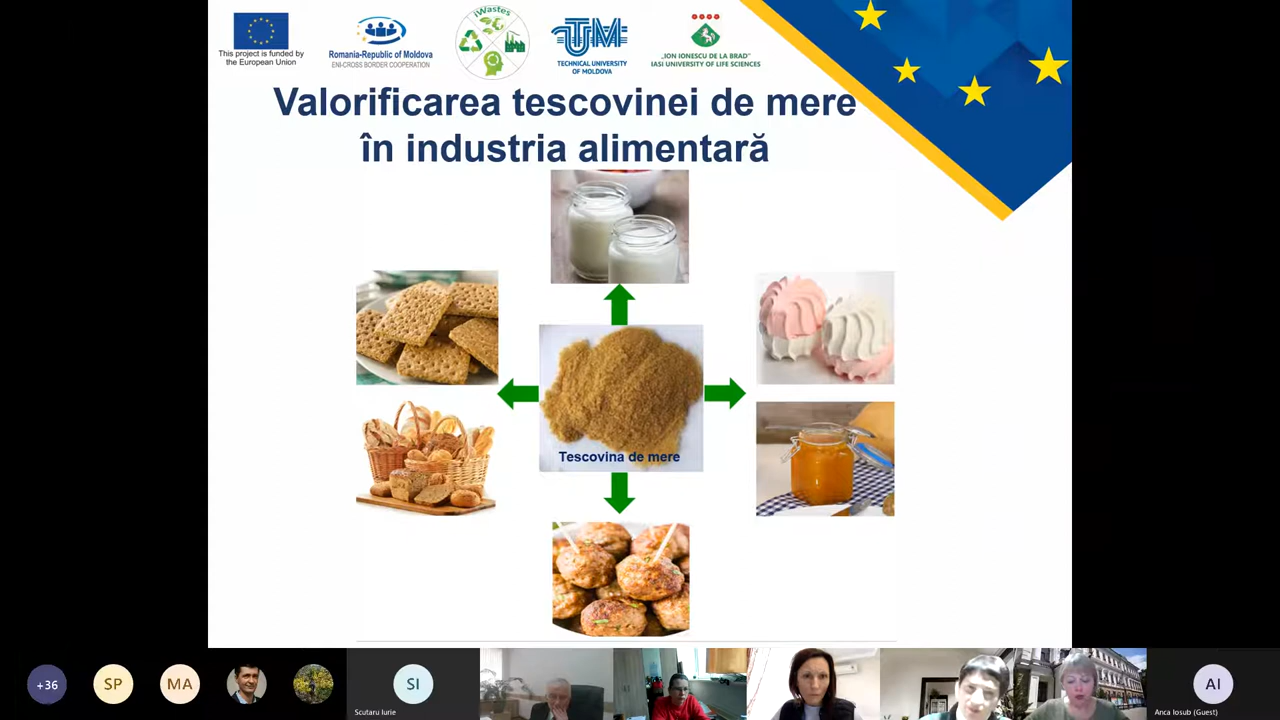 This project is funded by
the European Union
Romania-Republic of Moldova
ENI-CROSS BORDER COOPERATION
iWastes
TUM
TECHNICAL UNIVERSITY
OF MOLDOVA
„ION IONESCU DE LA BRAD”
IASI UNIVERSITY OF LIFE SCIENCES
Valorificarea tescovinei de mere
în industria alimentară
Tescovina de mere
+36
SP
MA
SI
Scutaru Iurie
AI
Anca Iosub (Guest)